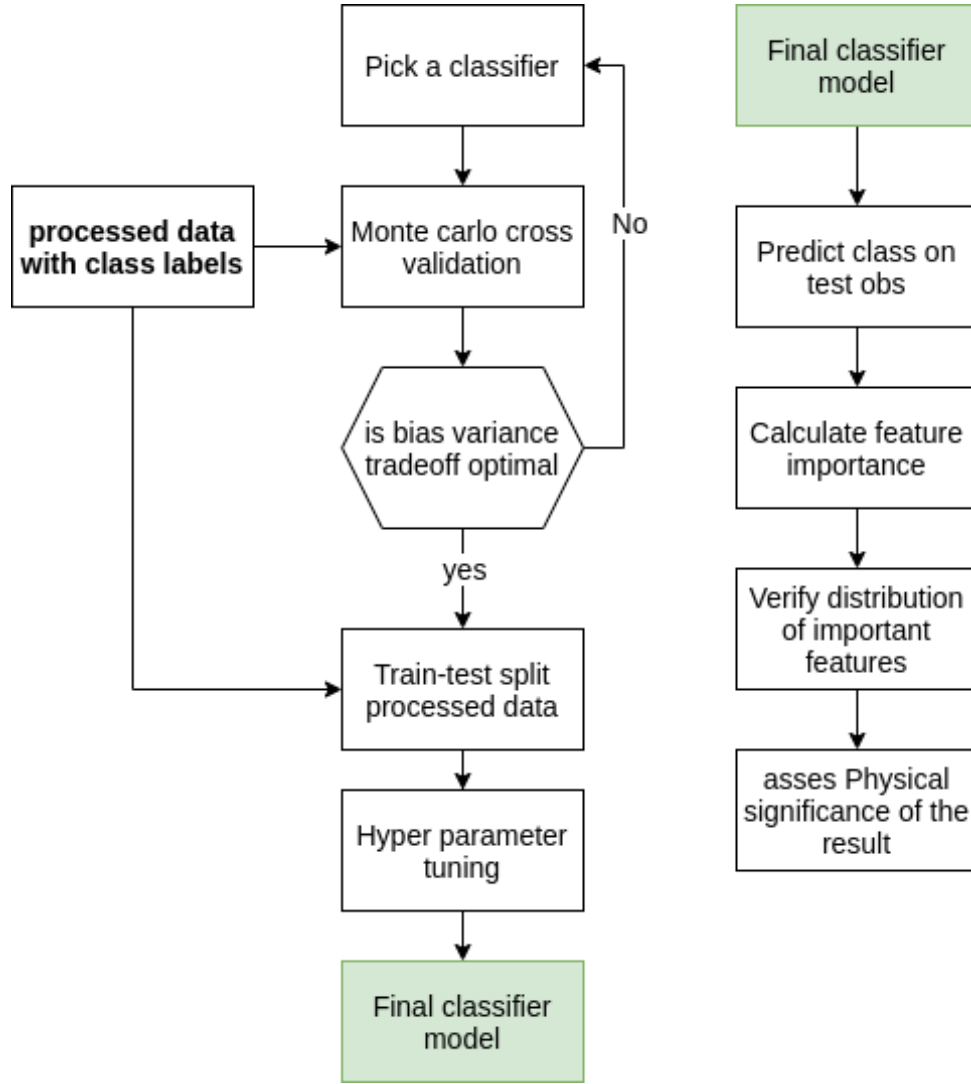 Pick a classifier
processed data
with class labels
Monte carlo cross
validation
No
is bias variance
tradeoff optimal
yes
Train-test split
processed data
Hyper parameter
tuning
Final classifier
model
Final classifier
model
Predict class on
test obs
Calculate feature
importance
Verify distribution
of important
features
asses Physical
significance of the
result